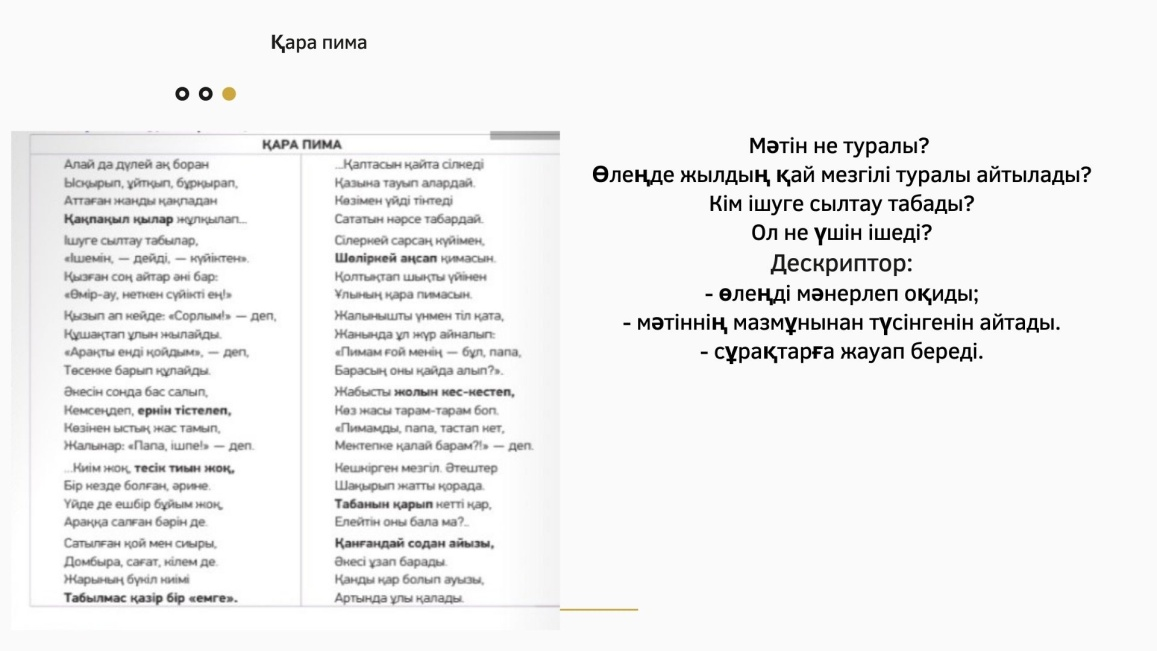 Қара пима
ҚАРА ПИМА
Алай да дүлей ақ боран
Ысқырып, ұйтқып, бұрқырап,
Аттаған жанды қақпадан
Қақпақыл қылар жұлқылап...
Ішуге сылтау табылар,
«Ішемін, — дейді, — күйіктен».
Қызған соң айтар әні бар:
«Өмір-ау, неткен сүйікті ең!»
Қызып ап кейде: «Сорлым!» — деп,
Құшақтап ұлын жылайды.
«Арақты енді қойдым», — деп,
Төсекке барып құлайды.
Әкесін сонда бас салып,
Кемсеңдеп, ернін тістелеп,
Көзінен ыстық жас тамып,
Жалынар: «Папа, ішпе!» — деп.
...Киім жоқ, тесік тиын жоқ,
Бір кезде болған, әрине.
Үйде де ешбір бұйым жоқ,
Араққа салған бәрін де.
Сатылған қой мен сиыры,
Домбыра, сағат, кілем де.
Жарының бүкіл киімі
Табылмас қазір бір «емге».
...Қалтасын қайта сілкеді
Қазына тауып алардай.
Көзімен үйді тінтеді
Сататын нәрсе табардай.
Сілеркей сарсаң күйімен,
Шөліркей аңсап қимасын.
Қолтықтап шықты үйінен
Ұлының қара пимасын.
Жалынышты үнмен тіл қата,
Жанында ұл жүр айналып:
«Пимам ғой менің — бұл, папа,
Барасың оны қайда алып?».
Жабысты жолын кес-кестеп,
Көз жасы тарам-тарам боп.
«Пимамды, папа, тастап кет,
Мектепке қалай барам?!» — деп.
Кешкірген мезгіл. Әтештер
Шақырып жатты қорада.
Табанын қарып кетті қар,
Елейтін оны бала ма?..
Қанғандай содан айызы,
Әкесі ұзап барады.
Қанды қар болып ауызы,
Артында ұлы қалады.
Мәтін не туралы?
Өлеңде жылдың қай мезгілі туралы айтылады?
Кім ішуге сылтау табады?
Ол не үшін ішеді?
Дескриптор:
- өлеңді мәнерлеп оқиды;
- мәтіннің мазмұнынан түсінгенін айтады.
- сұрақтарға жауап береді.